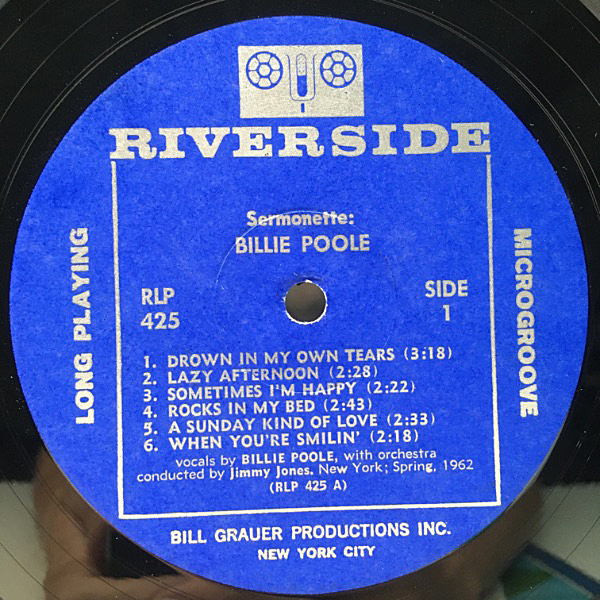 RIVERSIDE
Sermonette:
BILLIE POOLE
LONG PLAYING
MICROGROOVE
RLP
425
SIDE
1
1. DROWN IN MY OWN TEARS (3:18)
2. LAZY AFTERNOON (2:28)
3. SOMETIMES I'M HAPPY (2:22)
4. ROCKS IN MY BED (2:43)
5. A SUNDAY KIND OF LOVE (2:33)
6. WHEN YOU'RE SMILIN' (2:18)
vocals by BILLIE POOLE, with orchestra
conducted by Jimmy Jones. New York; Spring, 1962
(RLP 425 A)
BILL GRAUER PRODUCTIONS INC.
NEW YORK CITY